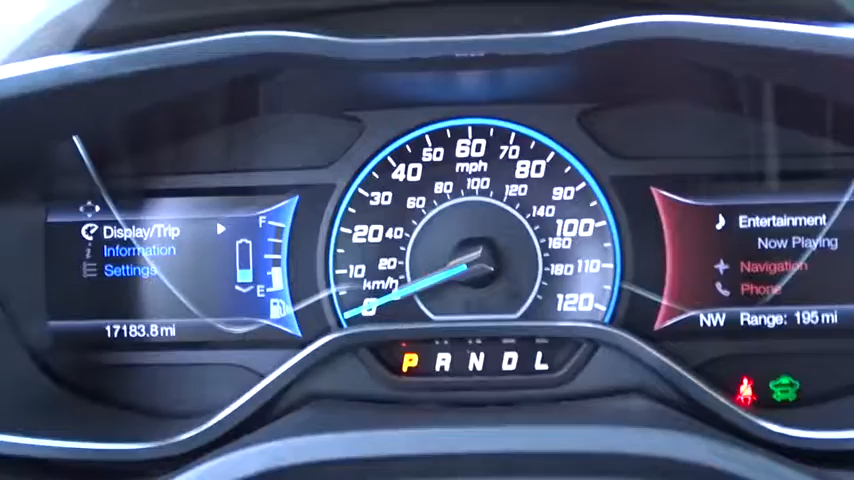 Display/Trip
Information
Settings
17183.8 mi
F
E
0 10 20 30 40 50 60 70 80 90 100 110 120
mph
20 40 60 80 100 120 140 160 180
km/h
P R N D L
Entertainment
Now Playing
Navigation
Phone
NW Range: 195 mi